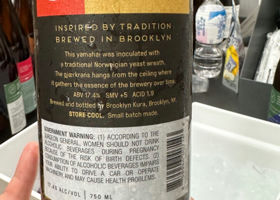 INSPIRED BY TRADITION
BREWED IN BROOKLYN
This yamahai was inoculated with
a traditional Norwegian yeast wreath.
The gjærkrans hangs from the ceiling where
it gathers the essence of the brewery over time.
ABV 17.4% SMV +5 ACID 1.9
Brewed and bottled by Brooklyn Kura, Brooklyn, NY.
STORE COOL. Small batch made.
GOVERNMENT WARNING: (1) ACCORDING TO THE
SURGEON GENERAL, WOMEN SHOULD NOT DRINK
ALCOHOLIC BEVERAGES DURING PREGNANCY
BECAUSE OF THE RISK OF BIRTH DEFECTS. (2)
CONSUMPTION OF ALCOHOLIC BEVERAGES IMPAIRS
YOUR ABILITY TO DRIVE A CAR OR OPERATE
MACHINERY, AND MAY CAUSE HEALTH PROBLEMS.
750 ML